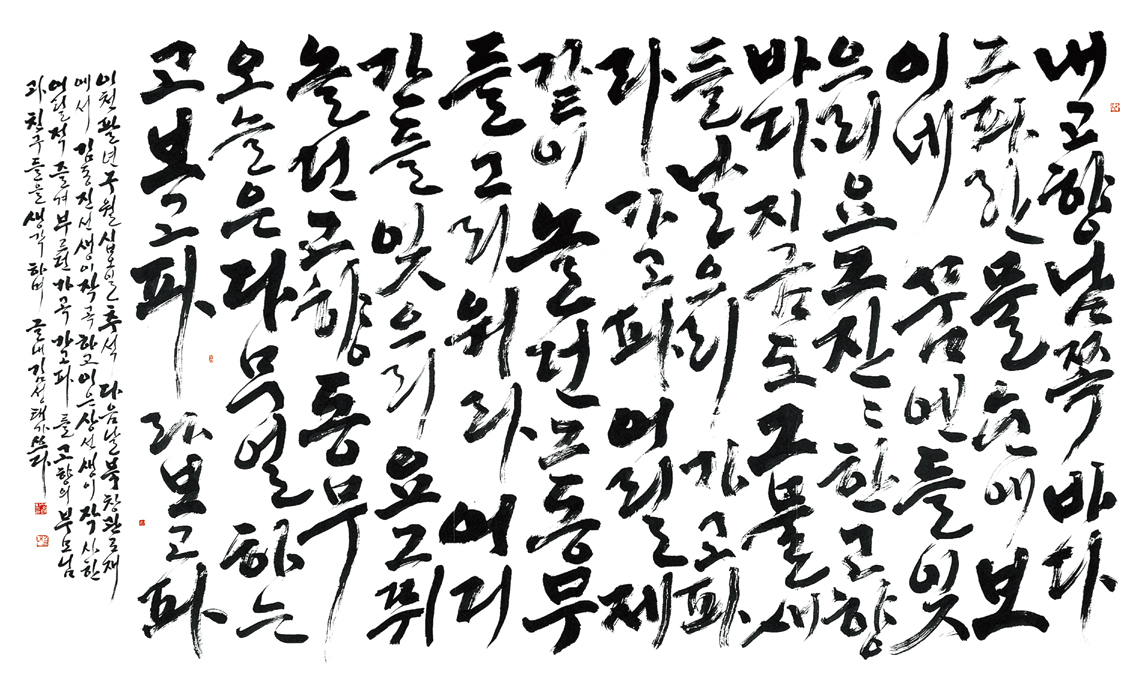 내고향남쪽 바다
그파란 물눈에보
이네 꿈엔들잊
으리요그잔잔한고향
바다 지금도그물새
들날으리 가고파
라 가고파 어릴제
같이 놀던그동무
들그리워라 어디
간들 잊으리 요그뛰
놀던고향동무
오늘은다무얼하는
고보고파 라보고파
이천팔년구월십오일추석 다음날북창관로재
에서 김동진선생이작곡하고이은상선생이작사한
어릴적 즐겨부르던가곡 가고파를고향의부모님
과 친구들을생각하며 글씨김성태가쓰다